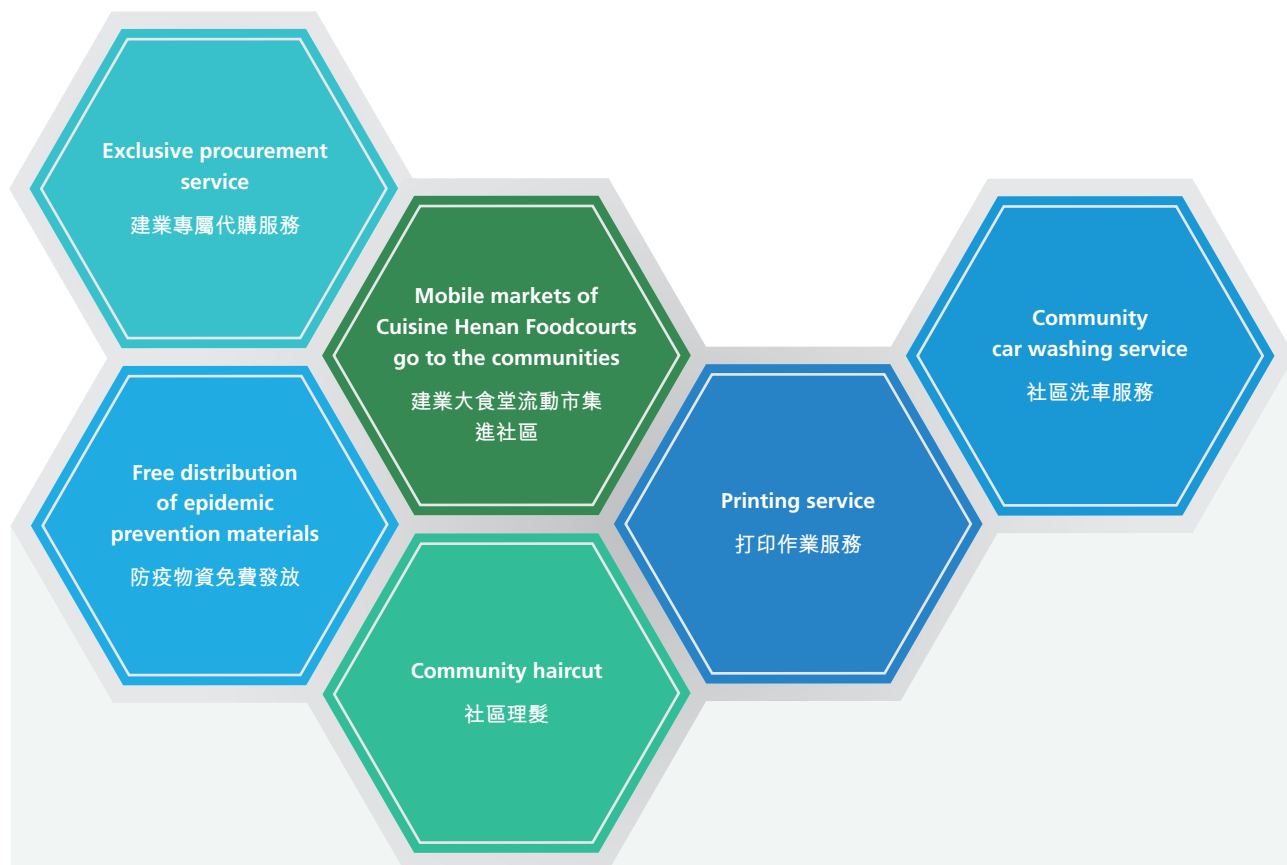 Exclusive procurement
service
建業專屬代購服務
Mobile markets of
Cuisine Henan Foodcourts
go to the communities
建業大食堂流動市集
進社區
Community
car washing service
社區洗車服務
Free distribution
of epidemic
prevention materials
防疫物資免費發放
Printing service
打印作業服務
Community haircut
社區理髮